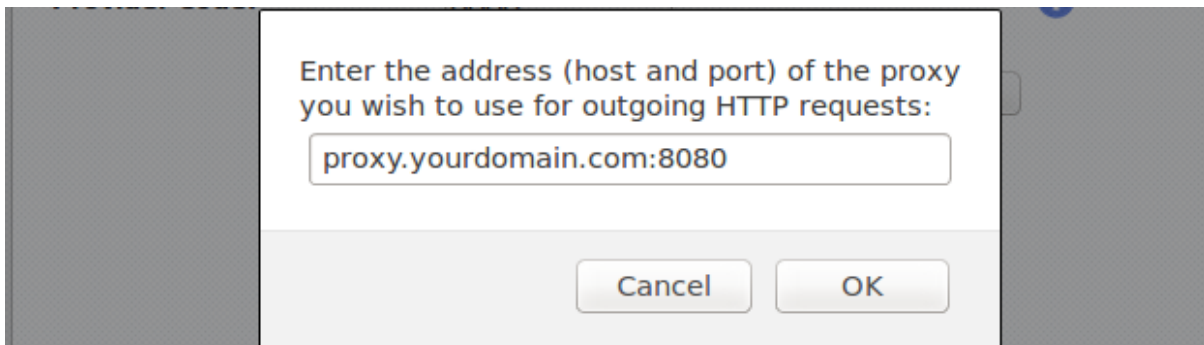 Enter the address (host and port) of the proxy
you wish to use for outgoing HTTP requests:
proxy.yourdomain.com:8080
Cancel
OK